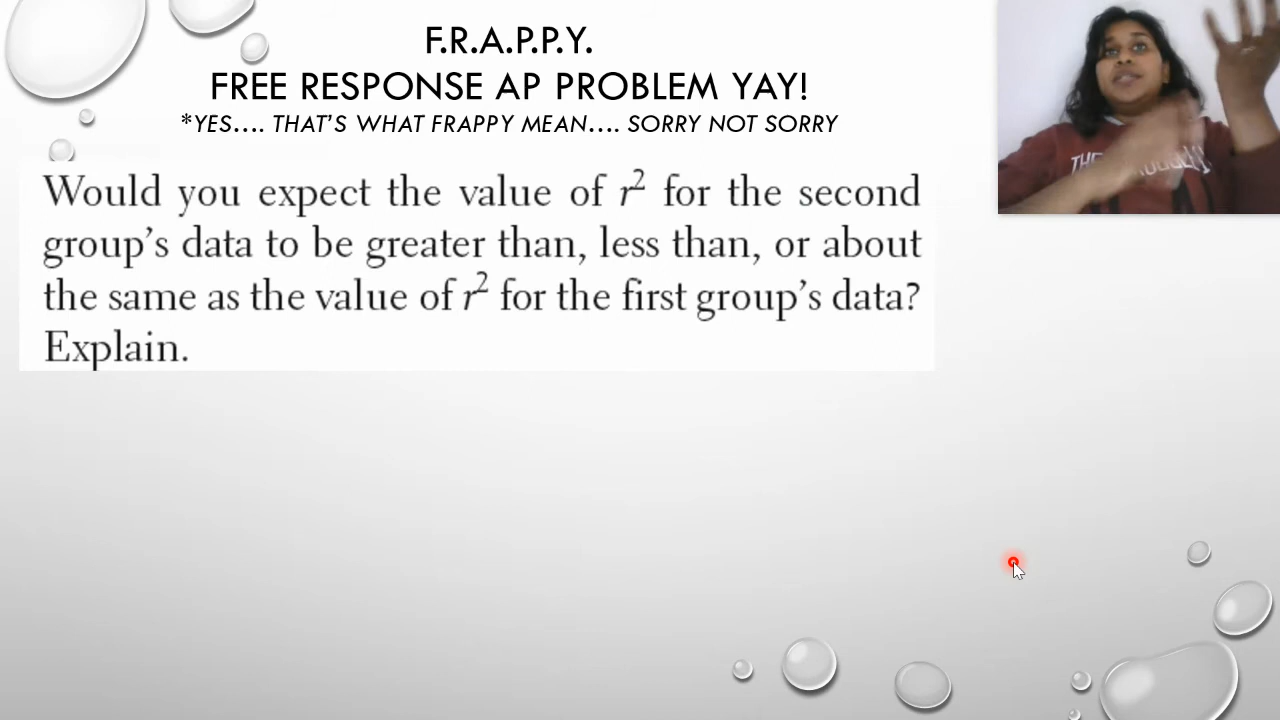 F.R.A.P.P.Y.
FREE RESPONSE AP PROBLEM YAY!
*YES.... THAT'S WHAT FRAPPY MEAN.... SORRY NOT SORRY
Would you expect the value of r² for the second
group's data to be greater than, less than, or about
the same as the value of r² for the first group's data?
Explain.
THE